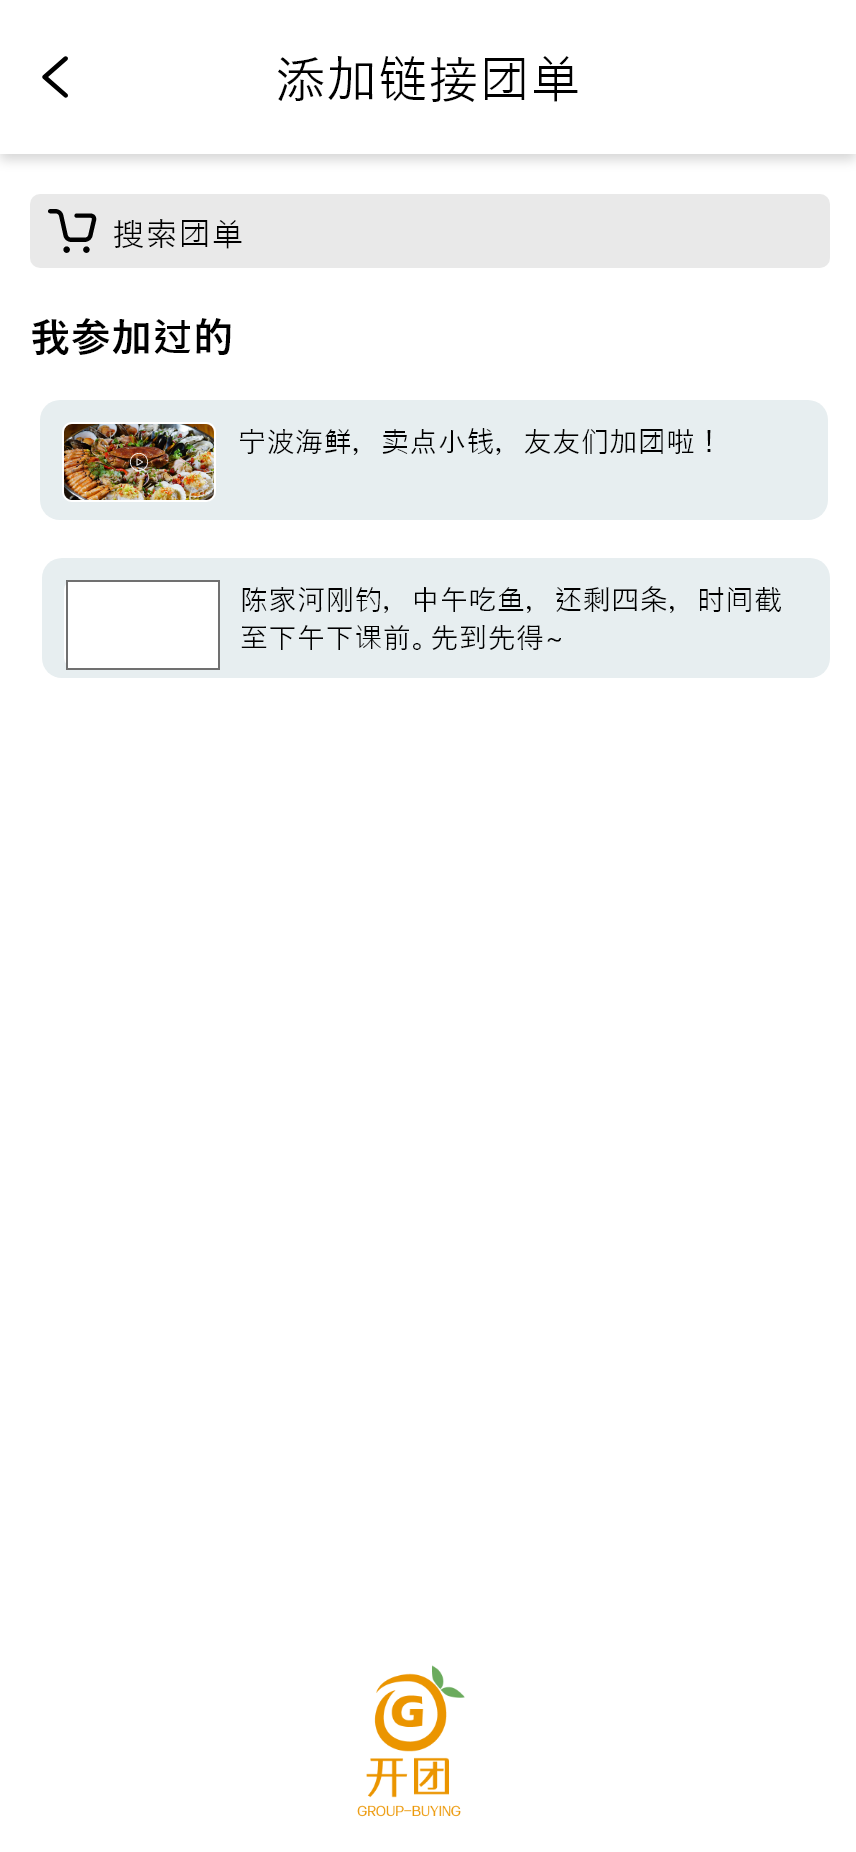 添加链接团单
搜索团单
我参加过的
宁波海鲜，卖点小钱，友友们加团啦！
陈家河刚钓，中午吃鱼，还剩四条，时间截
至下午下课前。先到先得~
G
开团
GROUP-BUYING